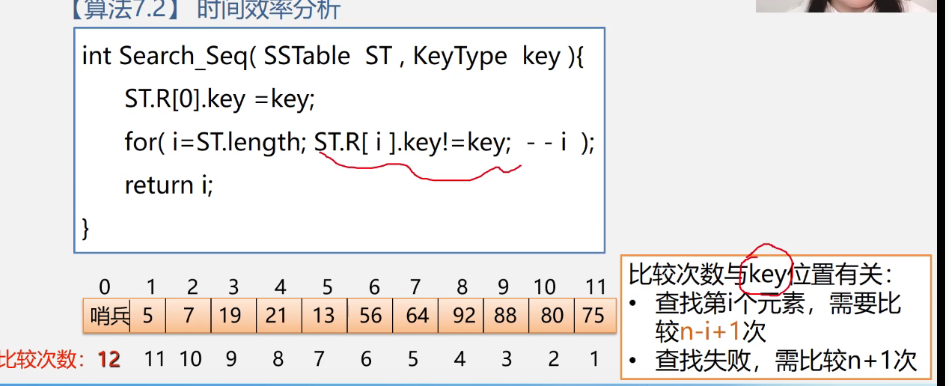 【算法7.2】 时间效率分析
int Search_Seq( SSTable ST , KeyType key ){
ST.R[0].key =key;
for( i=ST.length; ST.R[ i ].key!=key; - - i );
return i;
}
0 1 2 3 4 5 6 7 8 9 10 11
哨兵 5 7 19 21 13 56 64 92 88 80 75
比较次数： 12 11 10 9 8 7 6 5 4 3 2 1
比较次数与key位置有关：
• 查找第i个元素，需要比
较n-i+1次
• 查找失败，需比较n+1次